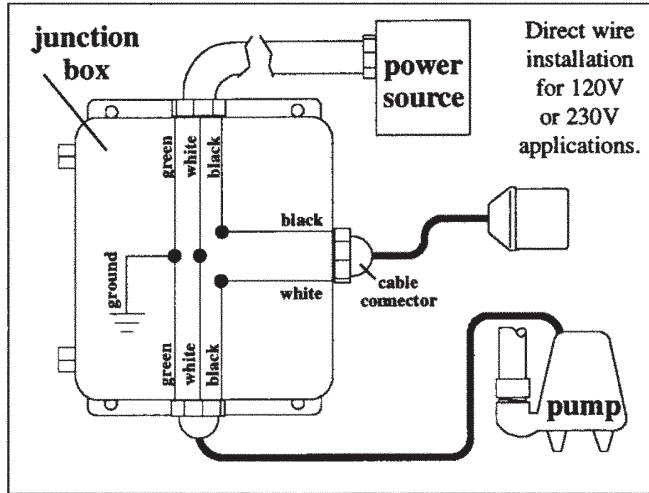 junction
box
power
source
Direct wire
installation
for 120V
or 230V
applications.
green
white
black
black
ground
white
cable
connector
green
white
black
pump